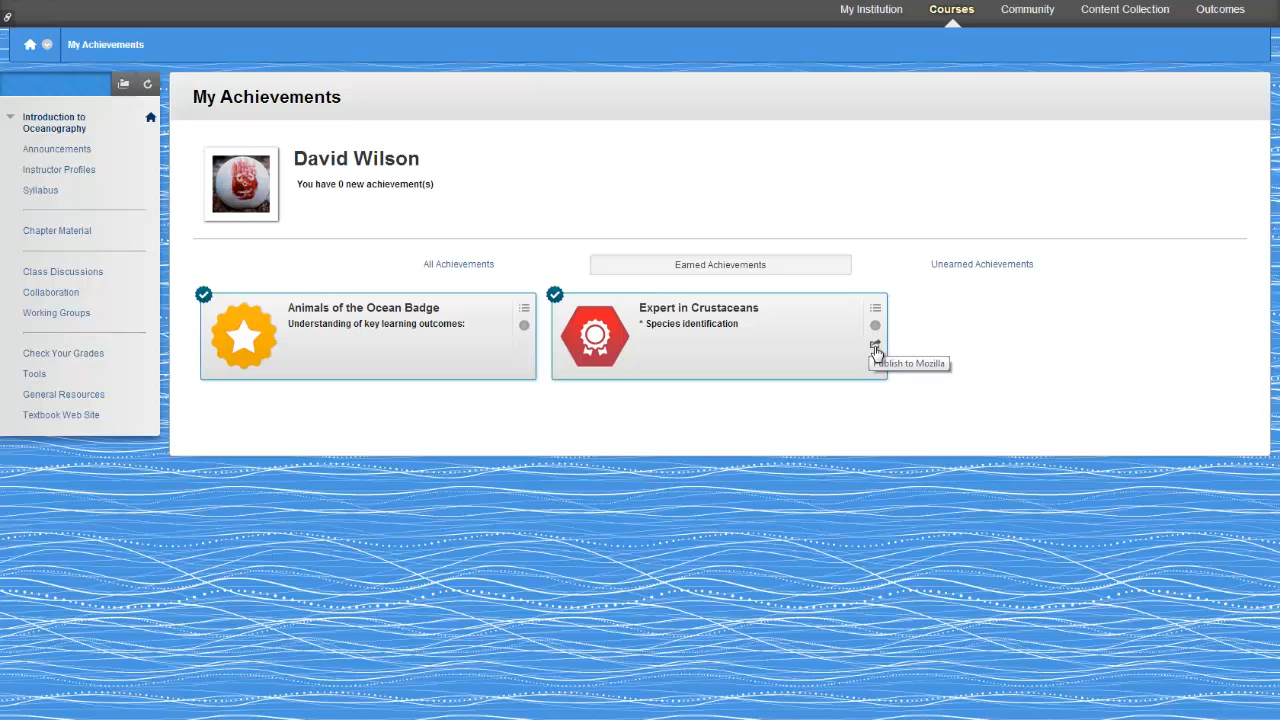 My Institution
Courses
Community
Content Collection
Outcomes
My Achievements
Introduction to
Oceanography
Announcements
Instructor Profiles
Syllabus
Chapter Material
Class Discussions
Collaboration
Working Groups
Check Your Grades
Tools
General Resources
Textbook Web Site
My Achievements
David Wilson
You have 0 new achievement(s)
All Achievements
Earned Achievements
Unearned Achievements
Animals of the Ocean Badge
Understanding of key learning outcomes:
Expert in Crustaceans
* Species identification
Publish to Mozilla